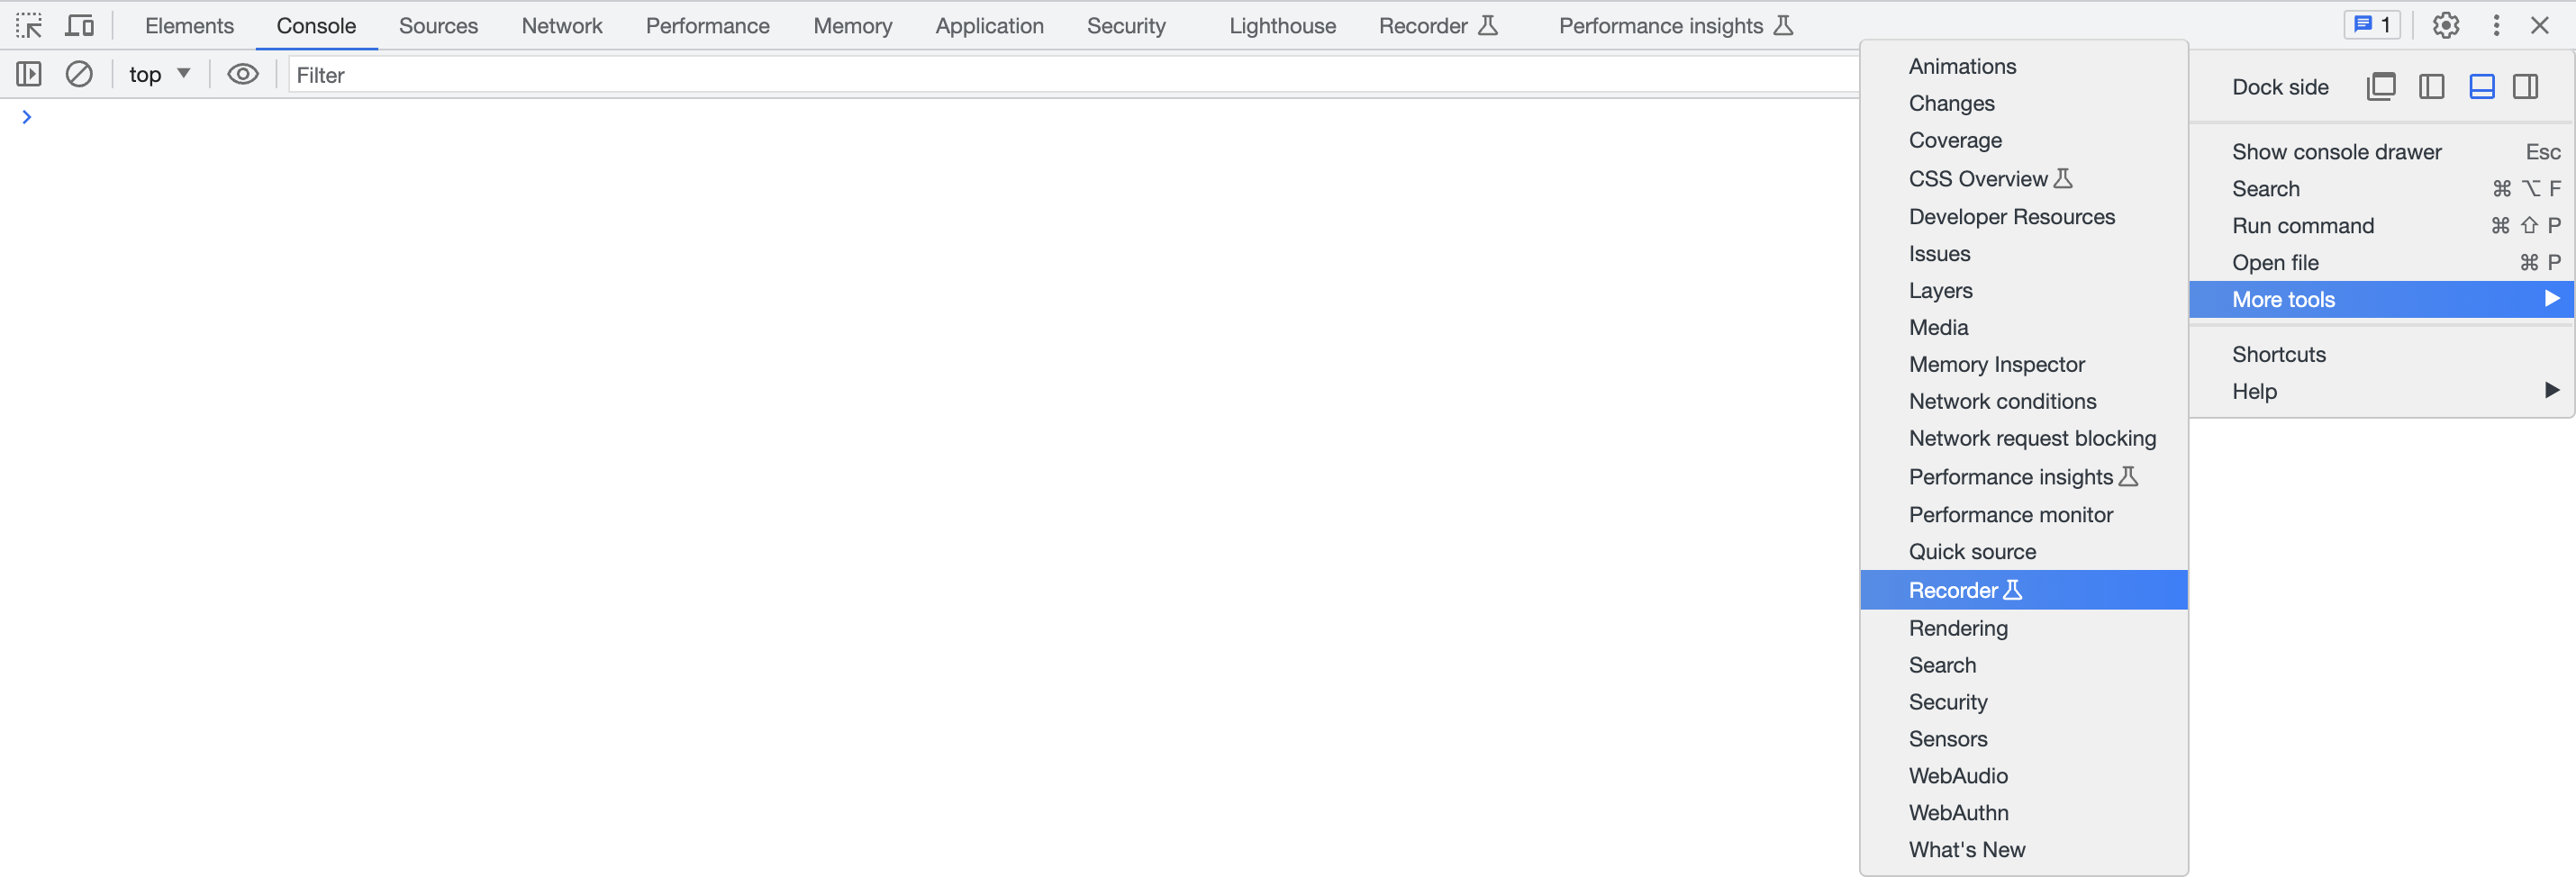 Elements Console Sources Network Performance Memory Application Security Lighthouse Recorder Performance insights 1
top Filter
Animations
Changes
Coverage
CSS Overview
Developer Resources
Issues
Layers
Media
Memory Inspector
Network conditions
Network request blocking
Performance insights
Performance monitor
Quick source
Recorder
Rendering
Search
Security
Sensors
WebAudio
WebAuthn
What's New
Dock side
Show console drawer Esc
Search ⌘ ⌥ F
Run command ⌘ ⇧ P
Open file ⌘ P
More tools
Shortcuts
Help